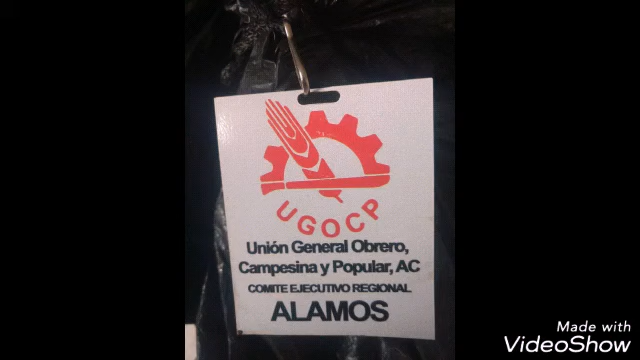 UGOCP
Unión General Obrero,
Campesina y Popular, AC
COMITE EJECUTIVO REGIONAL
ALAMOS
Made with
VideoShow